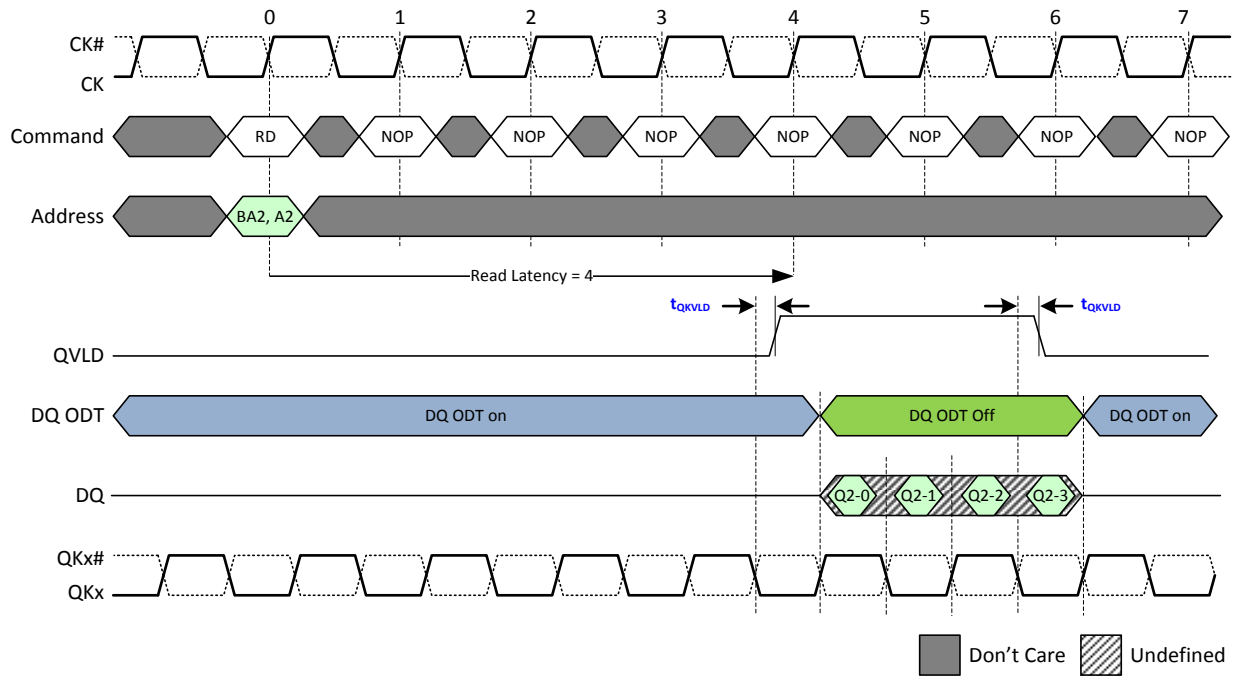 0 1 2 3 4 5 6 7
CK#
CK
Command RD NOP NOP NOP NOP NOP NOP NOP
Address BA2, A2
Read Latency = 4
tQKVLD tQKVLD
QVLD
DQ ODT DQ ODT on DQ ODT Off DQ ODT on
DQ Q2-0 Q2-1 Q2-2 Q2-3
QKx#
QKx
Don't Care Undefined